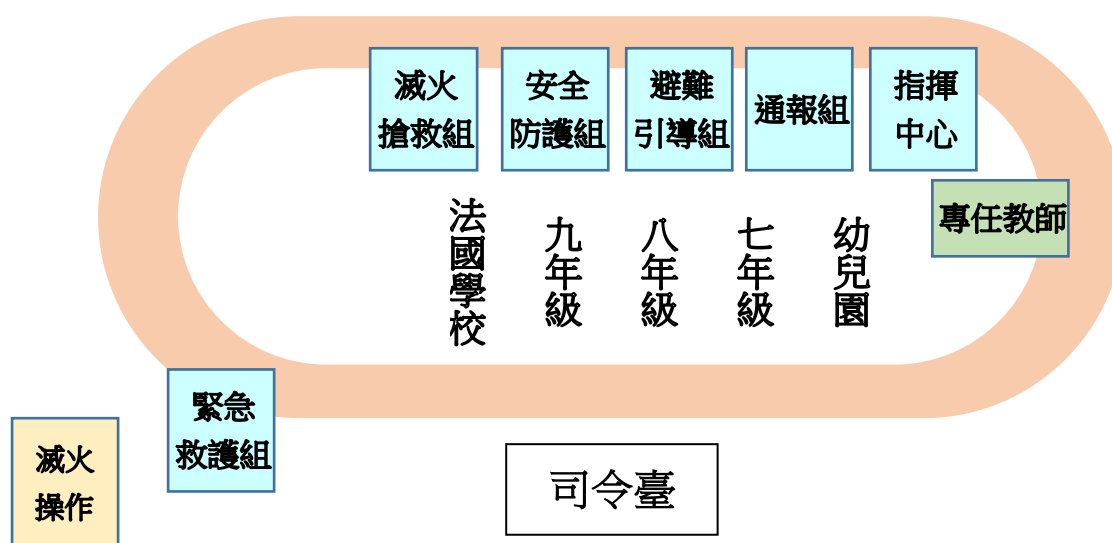 滅火
搶救組
安全
防護組
避難
引導組
通報組
指揮
中心
專任教師
法國學校
九年級
八年級
七年級
幼兒園
緊急
救護組
滅火
操作
司令臺